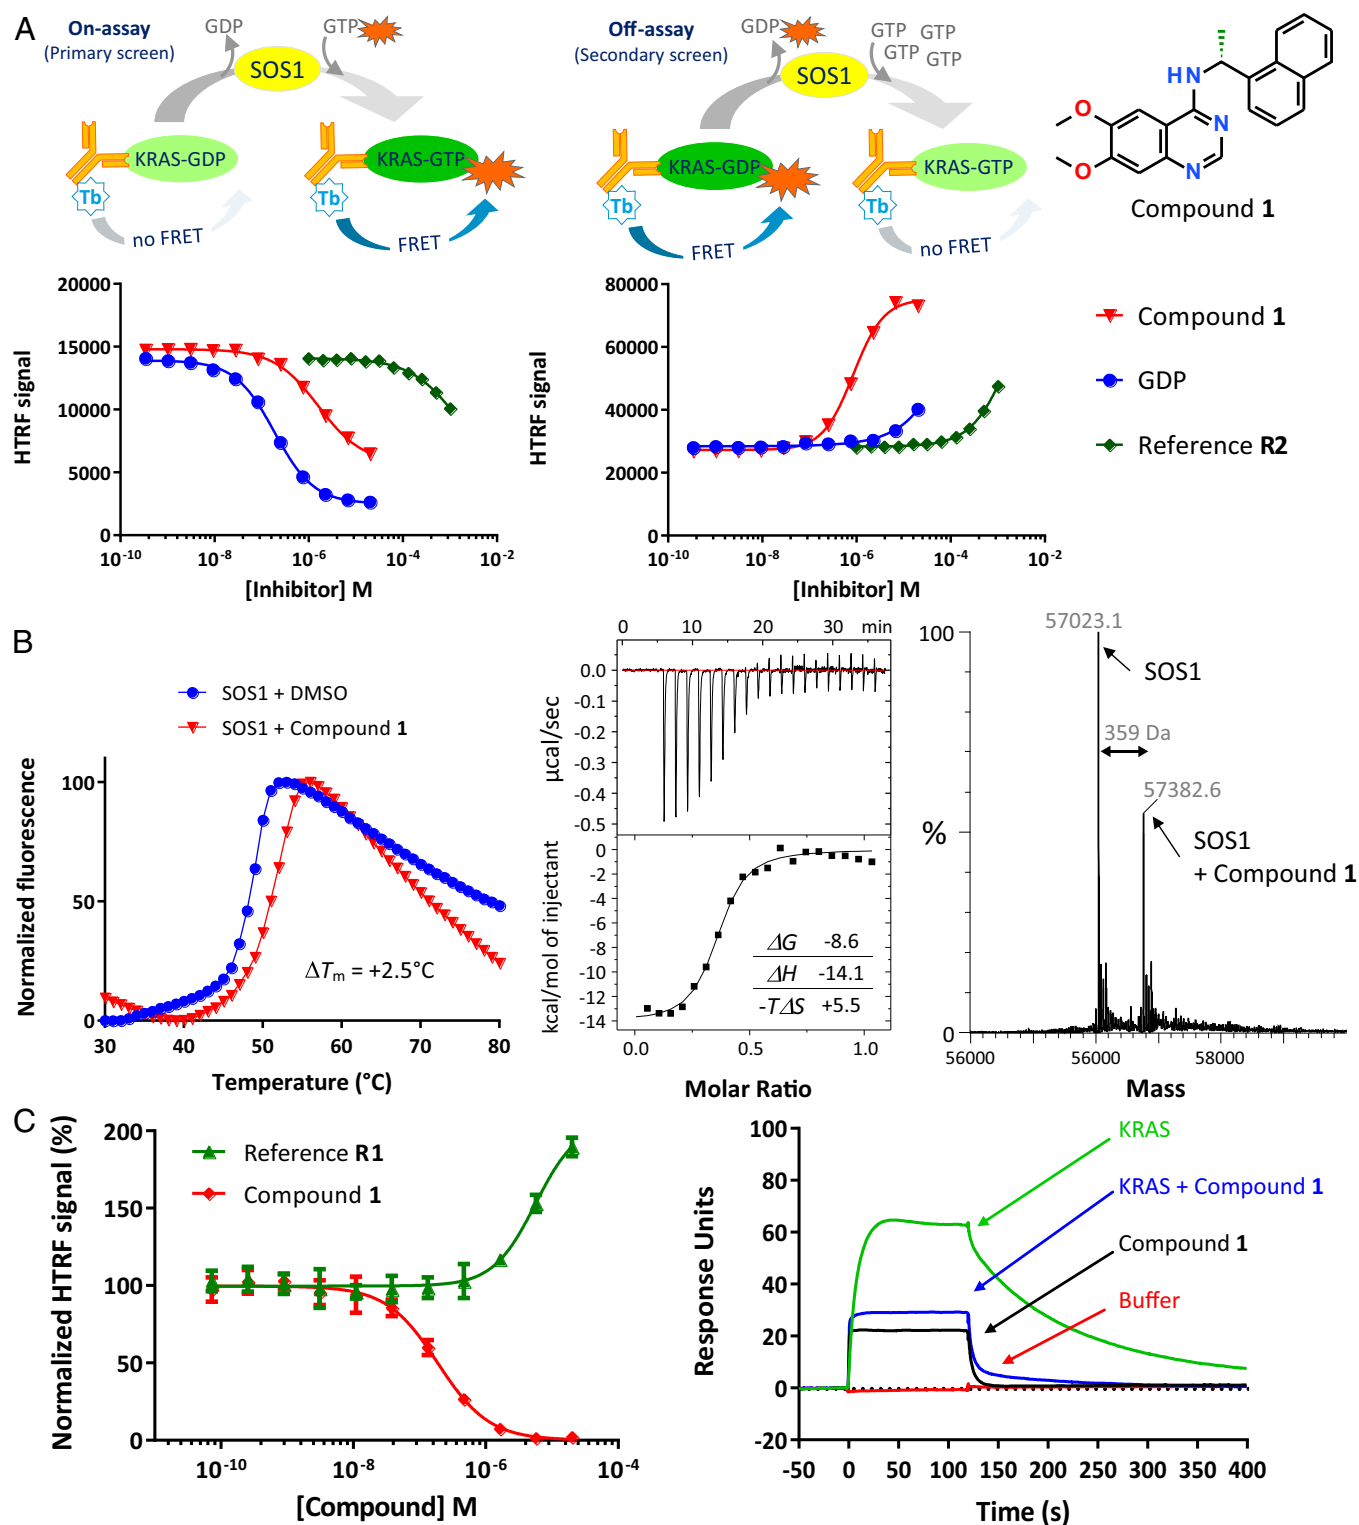 A
On-assay
(Primary screen)
GDP
GTP
SOS1
KRAS-GDP
KRAS-GTP
Tb
Tb
no FRET
FRET
Off-assay
(Secondary screen)
GDP
GTP
GTP
GTP
GTP
SOS1
KRAS-GDP
KRAS-GTP
Tb
Tb
FRET
no FRET
HN
O
O
N
N
Compound 1
HTRF signal
20000
15000
10000
5000
0
10-10
10-8
10-6
10-4
10-2
[Inhibitor] M
HTRF signal
80000
60000
40000
20000
0
10-10
10-8
10-6
10-4
10-2
[Inhibitor] M
Compound 1
GDP
Reference R2
B
SOS1 + DMSO
SOS1 + Compound 1
Normalized fluorescence
100
50
0
30
40
50
60
70
80
ΔTm = +2.5°C
Temperature (°C)
0 10 20 30 min
µcal/sec
0.0
-0.1
-0.2
-0.3
-0.4
-0.5
kcal/mol of injectant
0
-2
-4
-6
-8
-10
-12
-14
ΔG -8.6
ΔH -14.1
-TΔS +5.5
0.0 0.5 1.0
Molar Ratio
57023.1
100
SOS1
359 Da
57382.6
%
SOS1
+ Compound 1
0
56000
56000
58000
Mass
C
Normalized HTRF signal (%)
200
150
100
50
0
Reference R1
Compound 1
10-10
10-8
10-6
10-4
[Compound] M
Response Units
100
80
60
40
20
0
-20
KRAS
KRAS + Compound 1
Compound 1
Buffer
-50 0 50 100 150 200 250 300 350 400
Time (s)